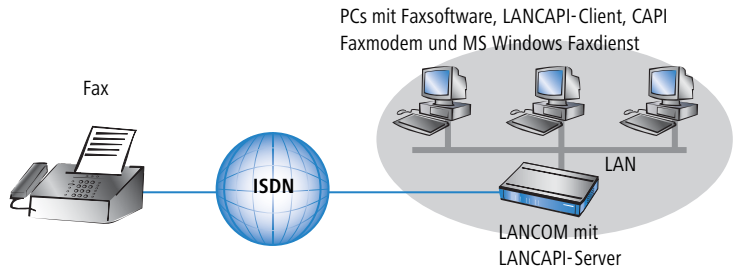 PCs mit Faxsoftware, LANCAPI-Client, CAPI
Faxmodem und MS Windows Faxdienst
Fax
ISDN
LAN
LANCOM mit
LANCAPI-Server